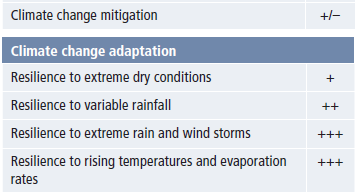 Climate change mitigation +/–
Climate change adaptation
Resilience to extreme dry conditions +
Resilience to variable rainfall ++
Resilience to extreme rain and wind storms +++
Resilience to rising temperatures and evaporation +++
rates